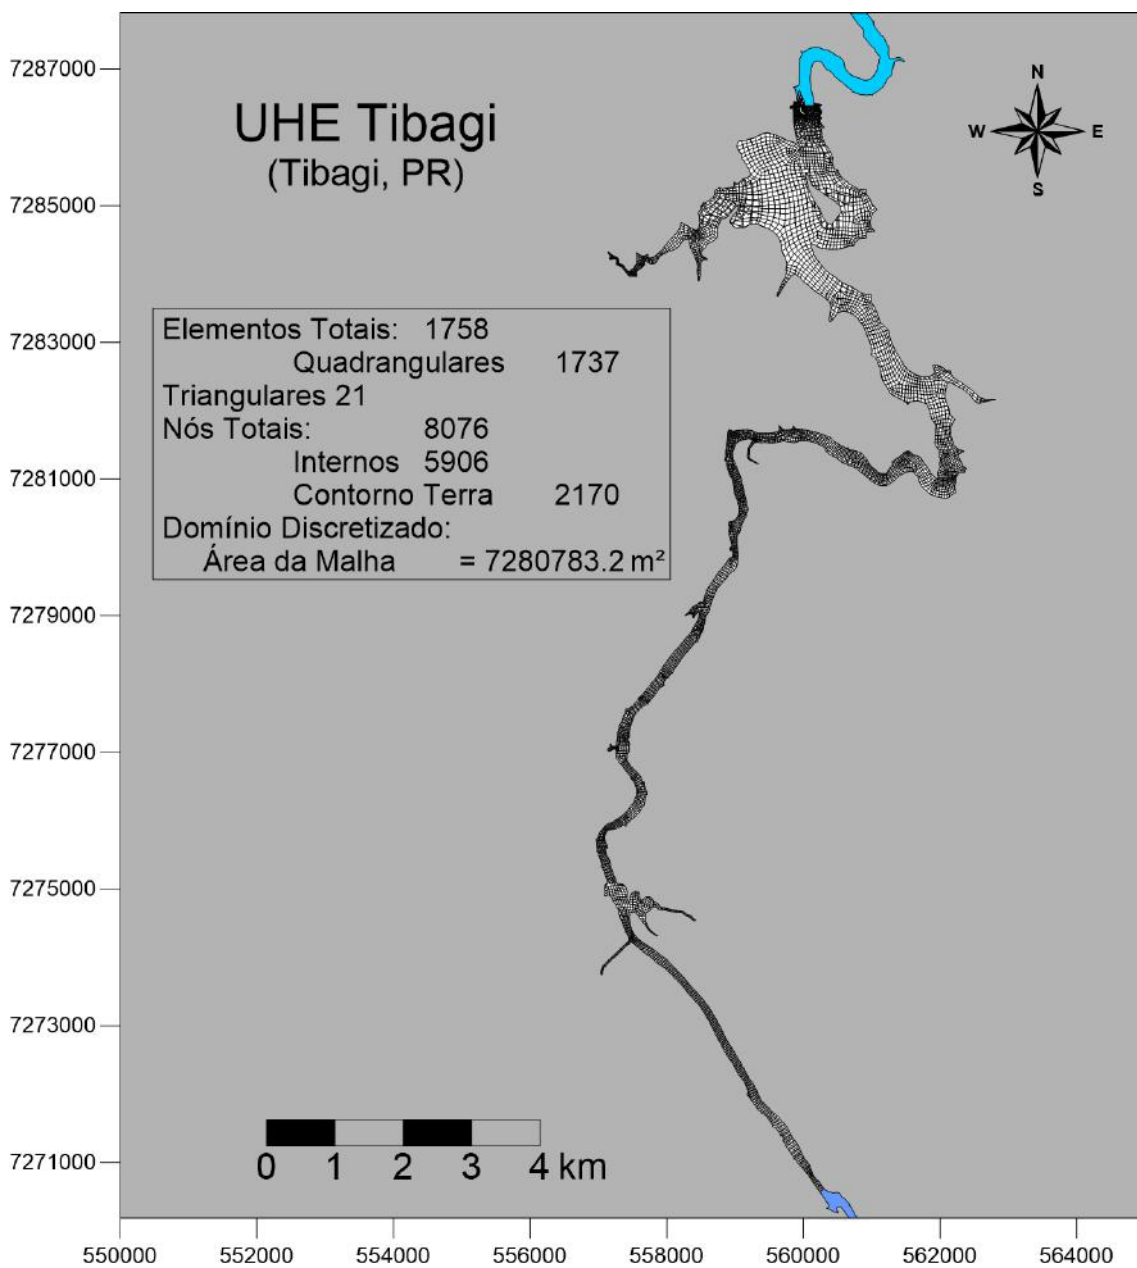 UHE Tibagi
(Tibagi, PR)
N
W E
S
7287000
7285000
7283000
7281000
7279000
7277000
7275000
7273000
7271000
Elementos Totais: 1758
Quadrangulares 1737
Triangulares 21
Nós Totais: 8076
Internos 5906
Contorno Terra 2170
Domínio Discretizado:
Área da Malha = 7280783.2 m²
0 1 2 3 4 km
550000 552000 554000 556000 558000 560000 562000 564000